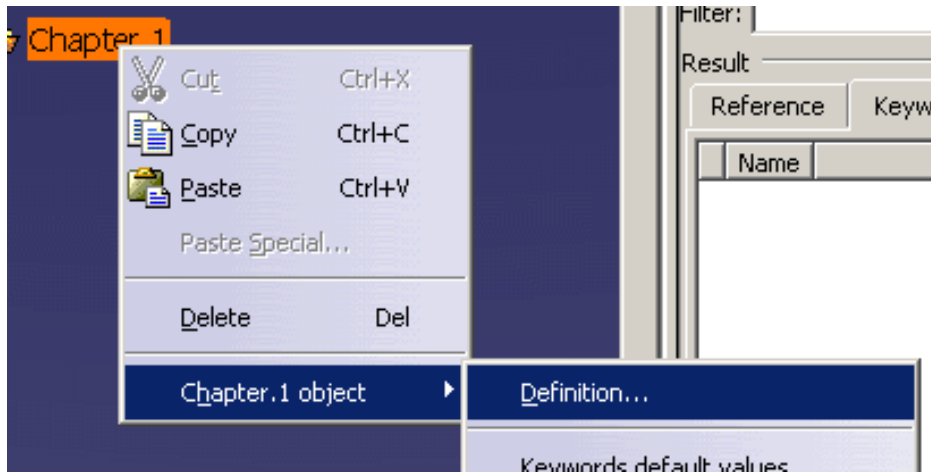 Chapter.1
Cut Ctrl+X
Copy Ctrl+C
Paste Ctrl+V
Paste Special...
Delete Del
Chapter.1 object
Definition...
Keywords default values
Filter:
Result
Reference Keyw
Name